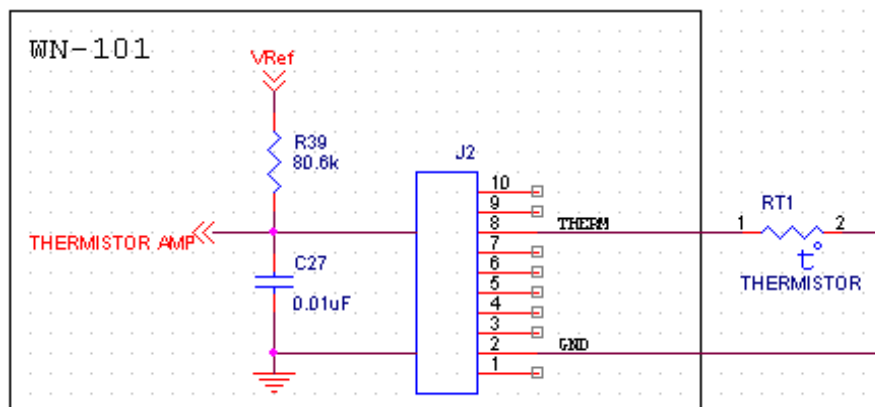 WN-101
VRef
R39
80.6k
J2
10
9
8
THERM
RT1
1
2
t°
THERMISTOR
THERMISTOR AMP
7
6
C27
5
0.01uF
4
3
2
GND
1